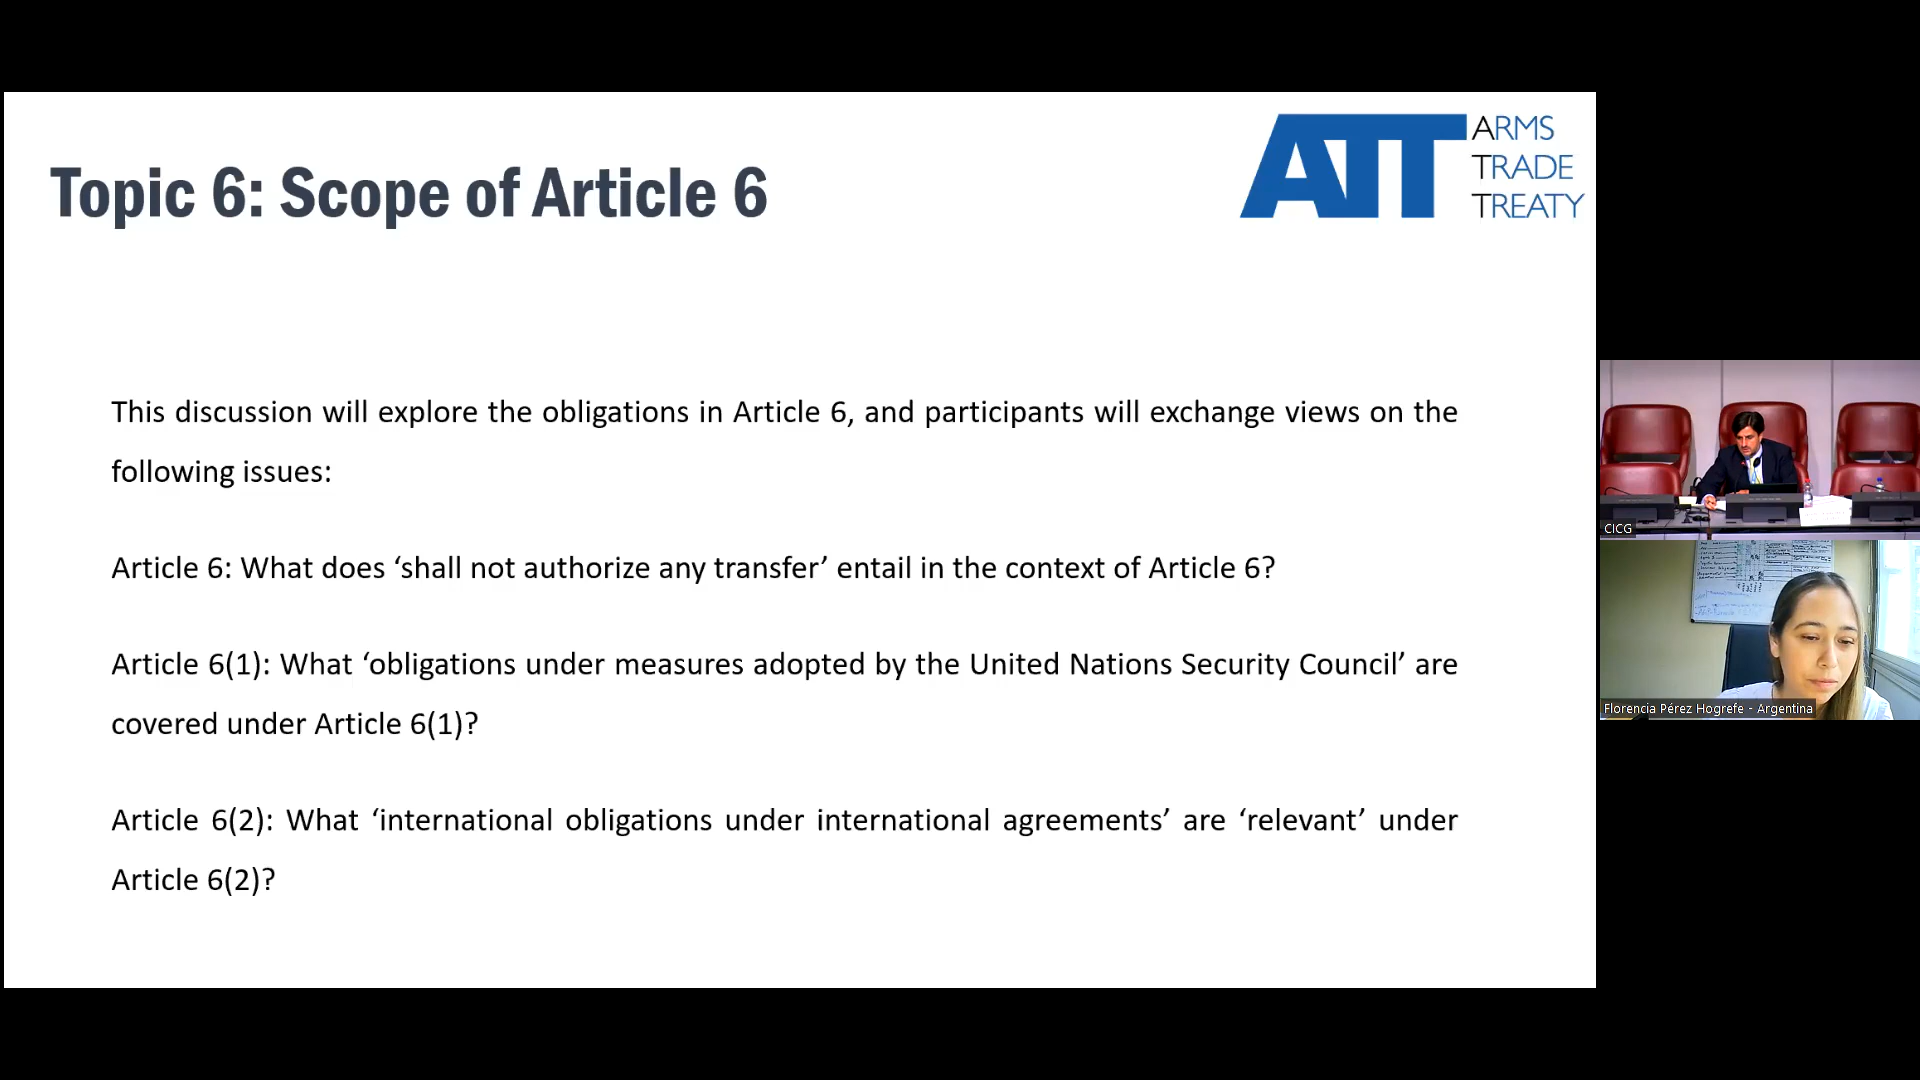 Topic 6: Scope of Article 6
ATT
ARMS
TRADE
TREATY
This discussion will explore the obligations in Article 6, and participants will exchange views on the
following issues:
Article 6: What does ‘shall not authorize any transfer’ entail in the context of Article 6?
Article 6(1): What ‘obligations under measures adopted by the United Nations Security Council’ are
covered under Article 6(1)?
Article 6(2): What ‘international obligations under international agreements’ are ‘relevant’ under
Article 6(2)?
CICG
Florencia Pérez Hogrefe - Argentina